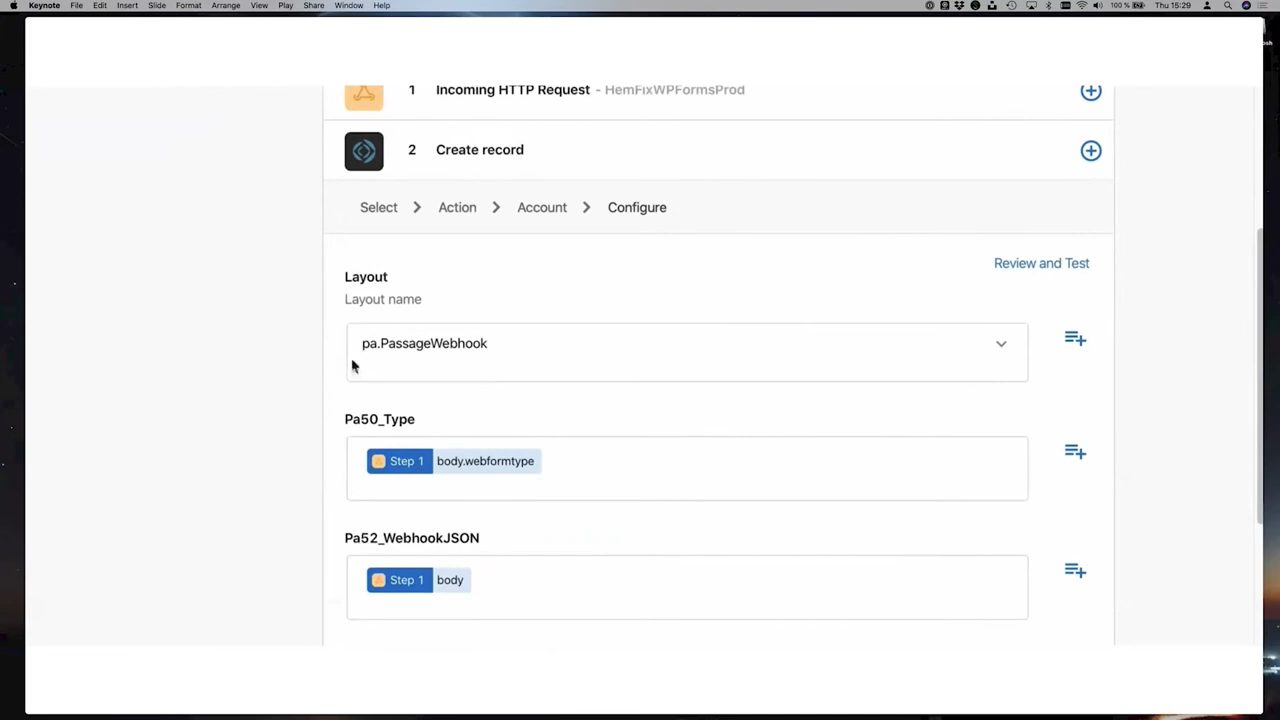 Keynote File Edit Insert Slide Format Arrange View Play Share Window Help 100 % Thu 15:29
1 Incoming HTTP Request - HemFixWPFormsProd
2 Create record
Select Action Account Configure
Review and Test
Layout
Layout name
pa.PassageWebhook
Pa50_Type
Step 1 body.webformtype
Pa52_WebhookJSON
Step 1 body